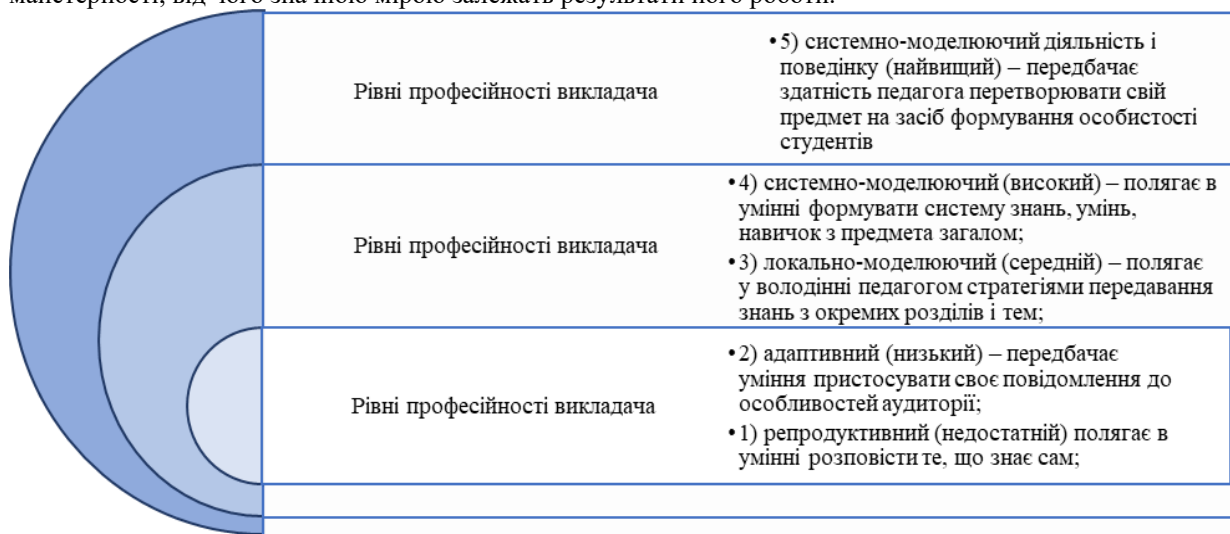 майстерності, від чого значною мірою залежать результати його роботи.
Рівні професійності викладача
• 5) системно-моделюючий діяльність і
поведінку (найвищий) – передбачає
здатність педагога перетворювати свій
предмет на засіб формування особистості
студентів
Рівні професійності викладача
• 4) системно-моделюючий (високий) – полягає в
умінні формувати систему знань, умінь,
навичок з предмета загалом;
• 3) локально-моделюючий (середній) – полягає
у володінні педагогом стратегіями передавання
знань з окремих розділів і тем;
Рівні професійності викладача
• 2) адаптивний (низький) – передбачає
уміння пристосувати своє повідомлення до
особливостей аудиторії;
• 1) репродуктивний (недостатній) полягає в
умінні розповісти те, що знає сам;